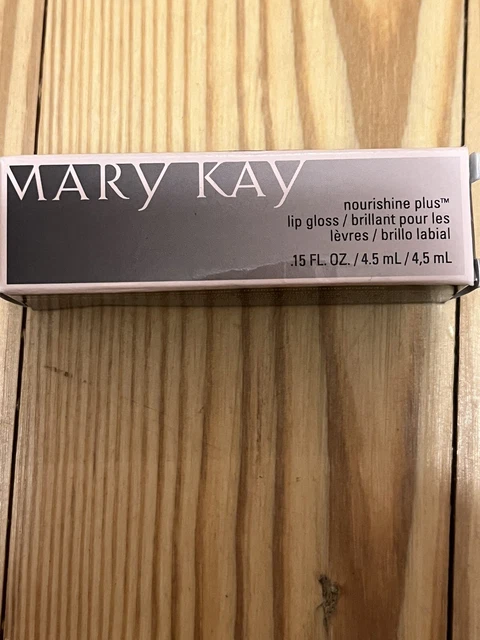 MARY KAY
nourishine plus™
lip gloss / brillant pour les
lèvres / brillo labial
.15 FL. OZ. / 4.5 mL / 4,5 mL